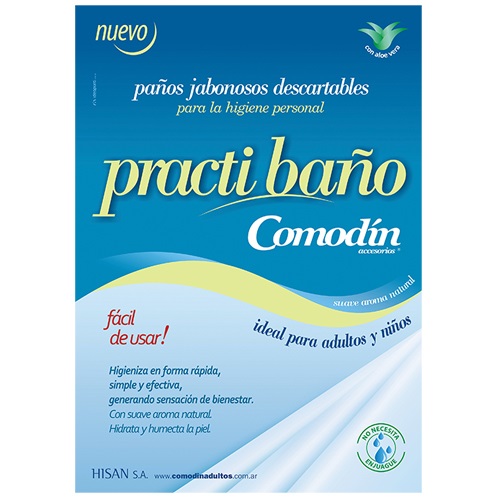 nuevo
con aloe vera
paños jabonosos descartables
para la higiene personal
practi baño
Comodín
accesorios ®
suave aroma natural
ideal para adultos y niños
fácil
de usar!
Higieniza en forma rápida,
simple y efectiva,
generando sensación de bienestar.
Con suave aroma natural.
Hidrata y humecta la piel.
NO NECESITA
ENJUAGUE
HISAN S.A. www.comodinadultos.com.ar